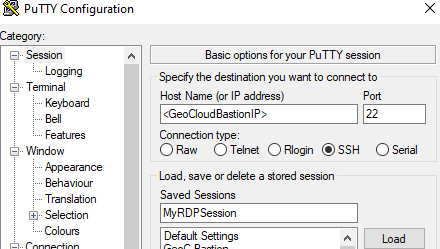 PuTTY Configuration
Category:
Session
Logging
Terminal
Keyboard
Bell
Features
Window
Appearance
Behaviour
Translation
Selection
Colours
Connection
Basic options for your PuTTY session
Specify the destination you want to connect to
Host Name (or IP address) Port
<GeoCloudBastionIP> 22
Connection type:
Raw Telnet Rlogin SSH Serial
Load, save or delete a stored session
Saved Sessions
MyRDPSession
Default Settings Load
GeoC Bastion